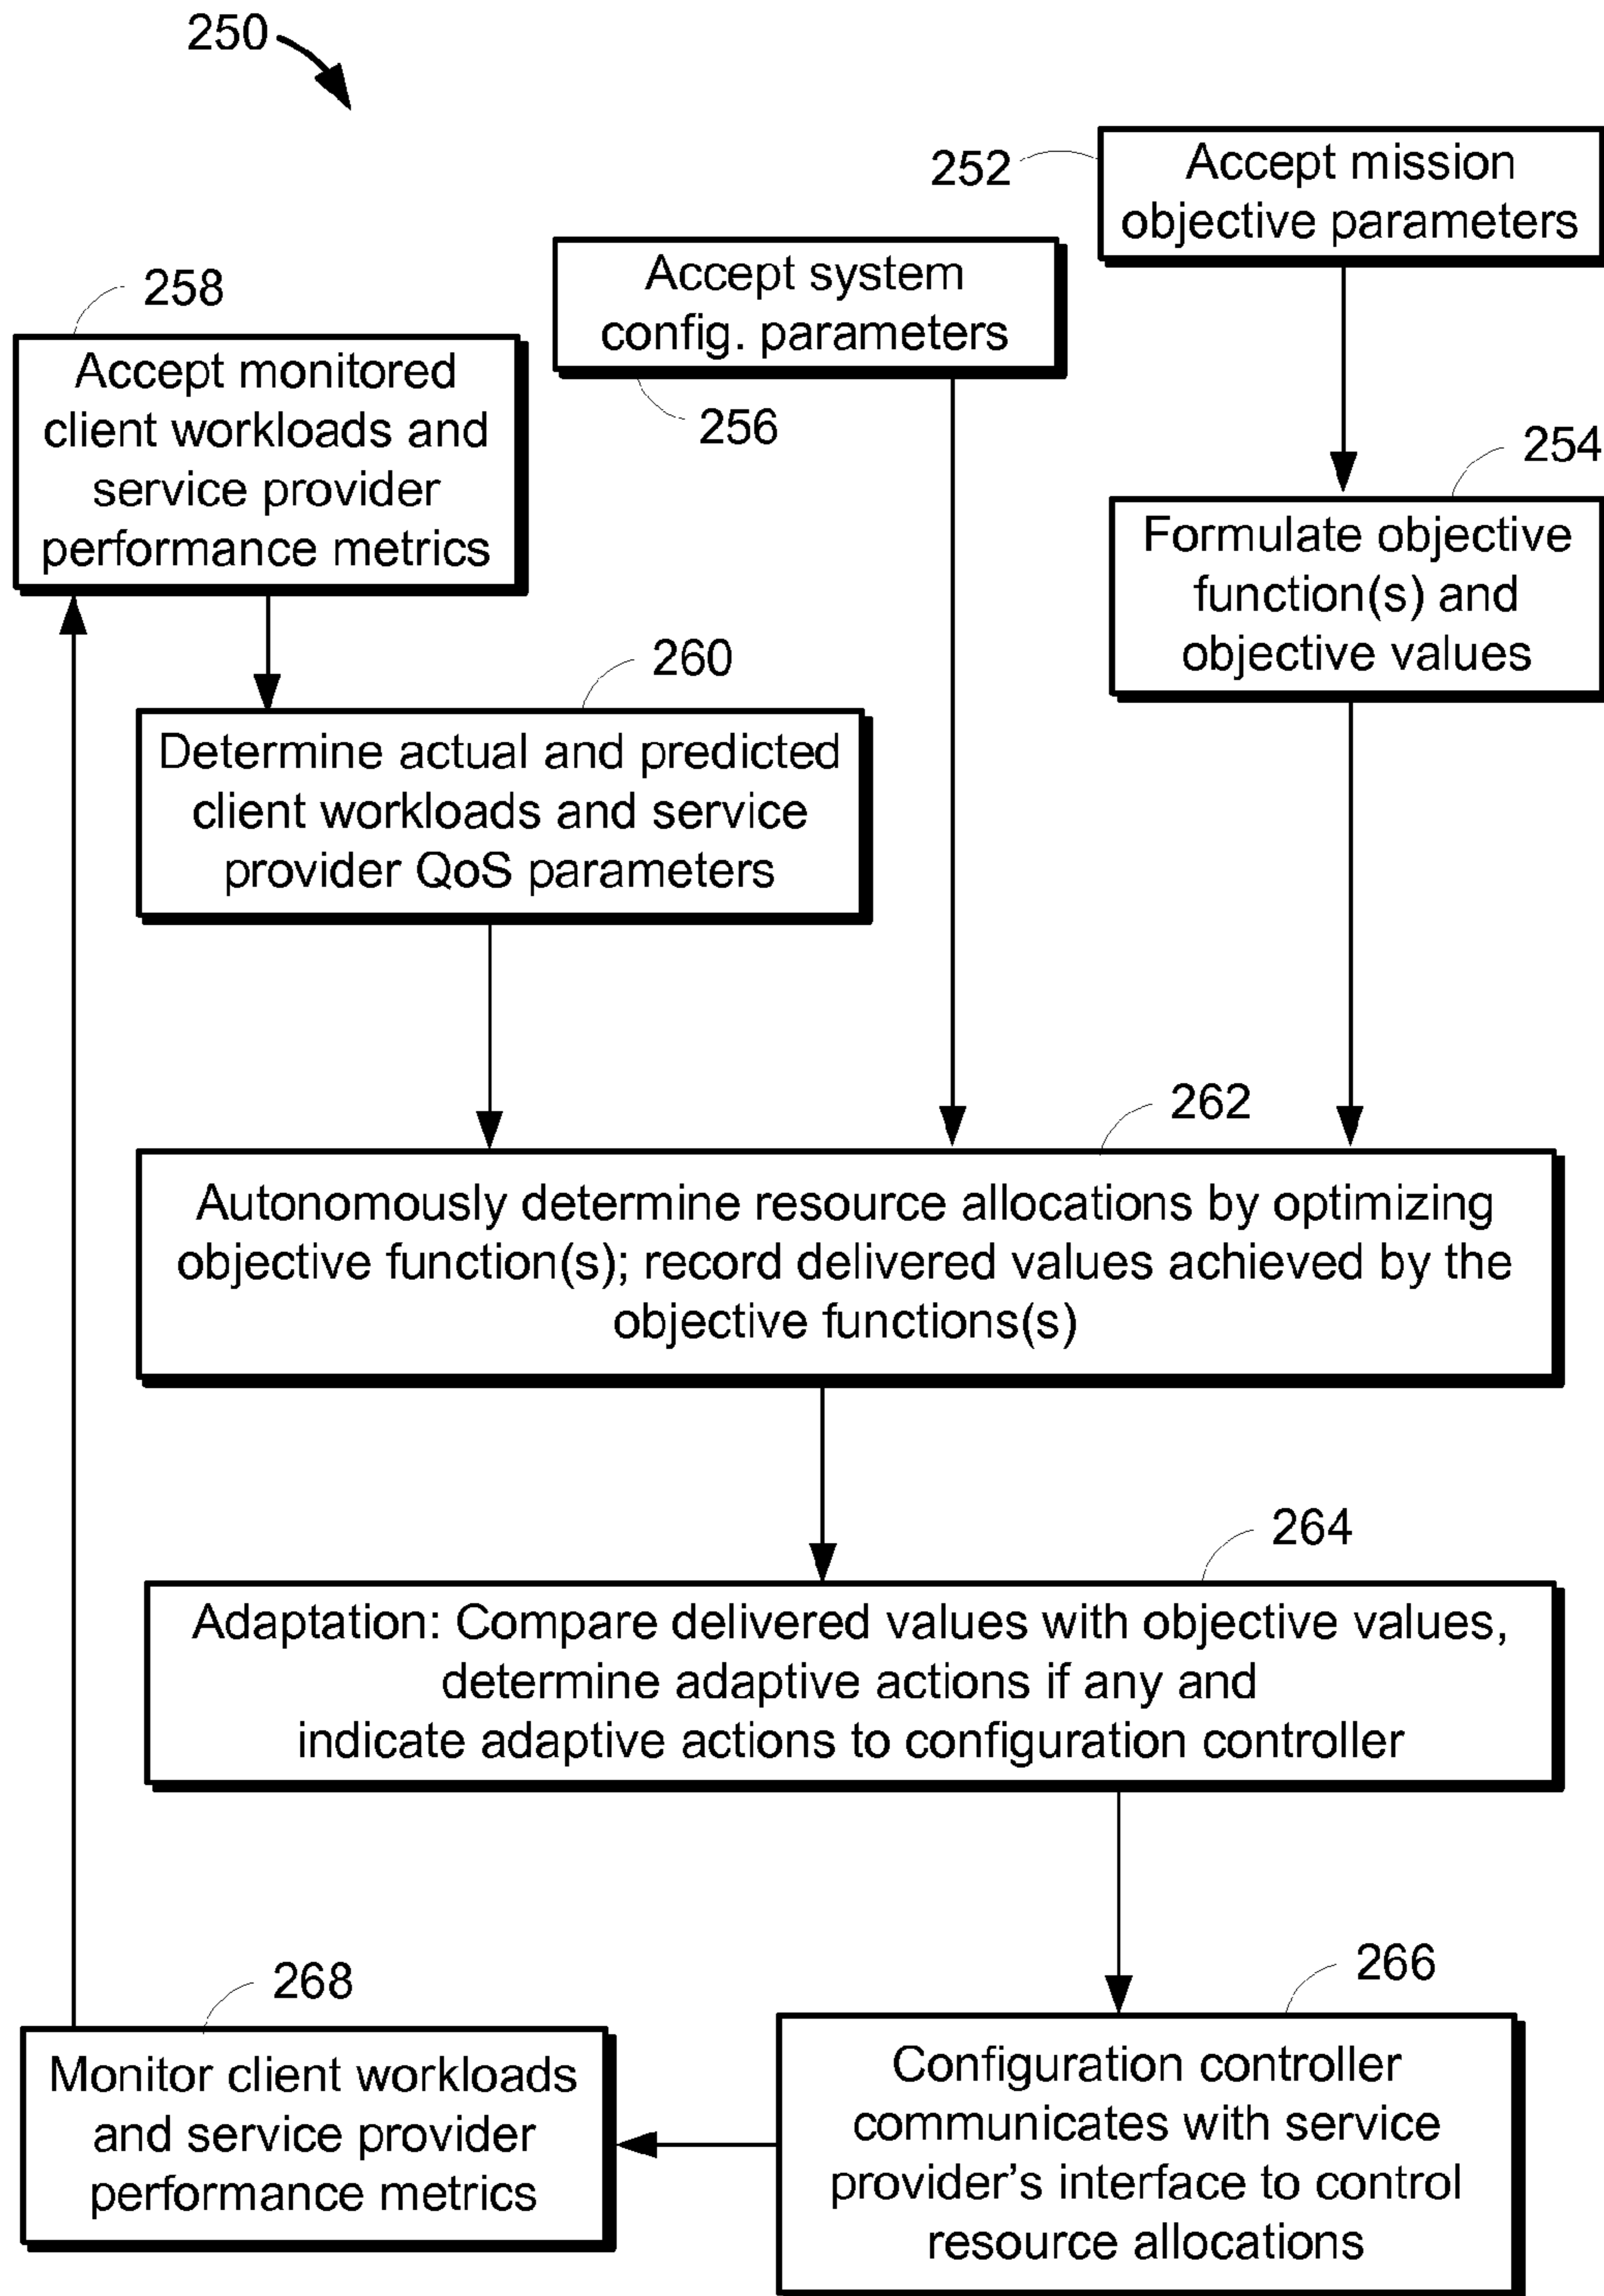 250
252
Accept mission
objective parameters
258
Accept system
config. parameters
256
Accept monitored
client workloads and
service provider
performance metrics
254
Formulate objective
function(s) and
objective values
260
Determine actual and predicted
client workloads and service
provider QoS parameters
262
Autonomously determine resource allocations by optimizing
objective function(s); record delivered values achieved by the
objective functions(s)
264
Adaptation: Compare delivered values with objective values,
determine adaptive actions if any and
indicate adaptive actions to configuration controller
266
Configuration controller
communicates with service
provider's interface to control
resource allocations
268
Monitor client workloads
and service provider
performance metrics